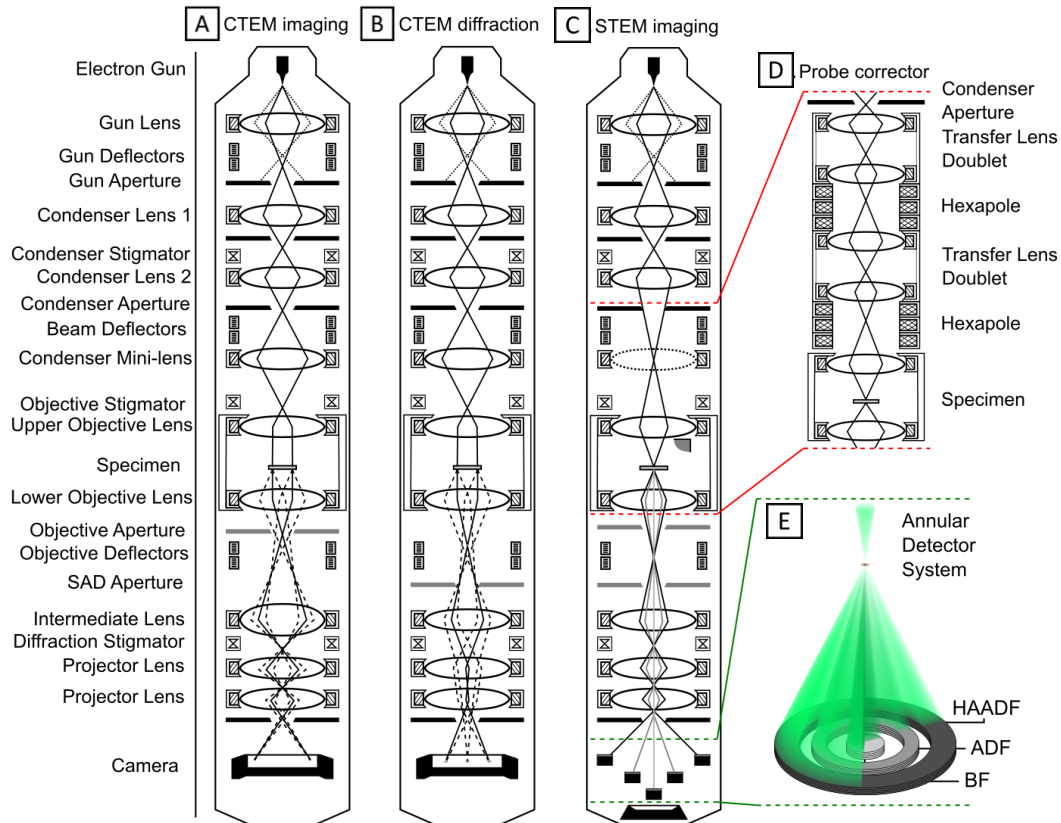 A CTEM imaging
B CTEM diffraction
C STEM imaging
Electron Gun
Gun Lens
Gun Deflectors
Gun Aperture
Condenser Lens 1
Condenser Stigmator
Condenser Lens 2
Condenser Aperture
Beam Deflectors
Condenser Mini-lens
Objective Stigmator
Upper Objective Lens
Specimen
Lower Objective Lens
Objective Aperture
Objective Deflectors
SAD Aperture
Intermediate Lens
Diffraction Stigmator
Projector Lens
Projector Lens
Camera
D Probe corrector
Condenser
Aperture
Transfer Lens
Doublet
Hexapole
Transfer Lens
Doublet
Hexapole
Specimen
E Annular
Detector
System
HAADF
ADF
BF